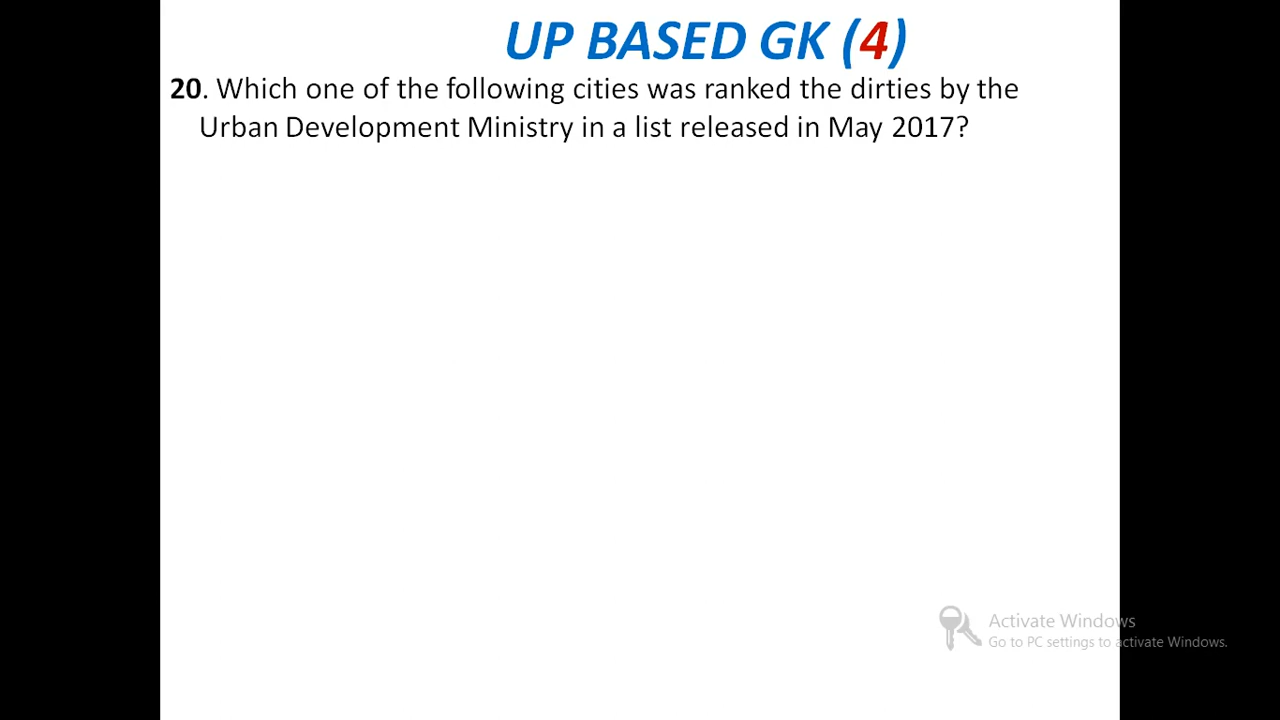 UP BASED GK (4)
20. Which one of the following cities was ranked the dirties by the
Urban Development Ministry in a list released in May 2017?
Activate Windows
Go to PC settings to activate Windows.